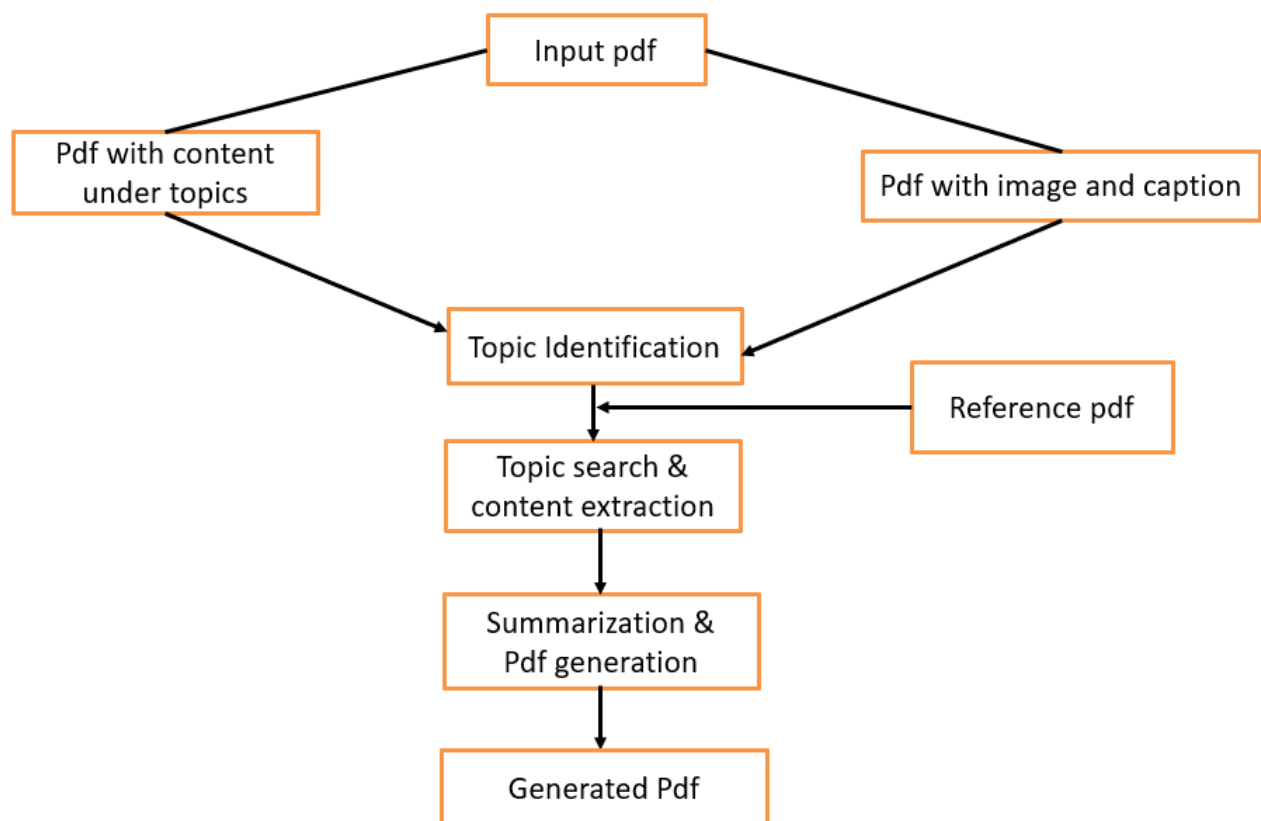 Input pdf
Pdf with content
under topics
Pdf with image and caption
Topic Identification
Reference pdf
Topic search &
content extraction
Summarization &
Pdf generation
Generated Pdf